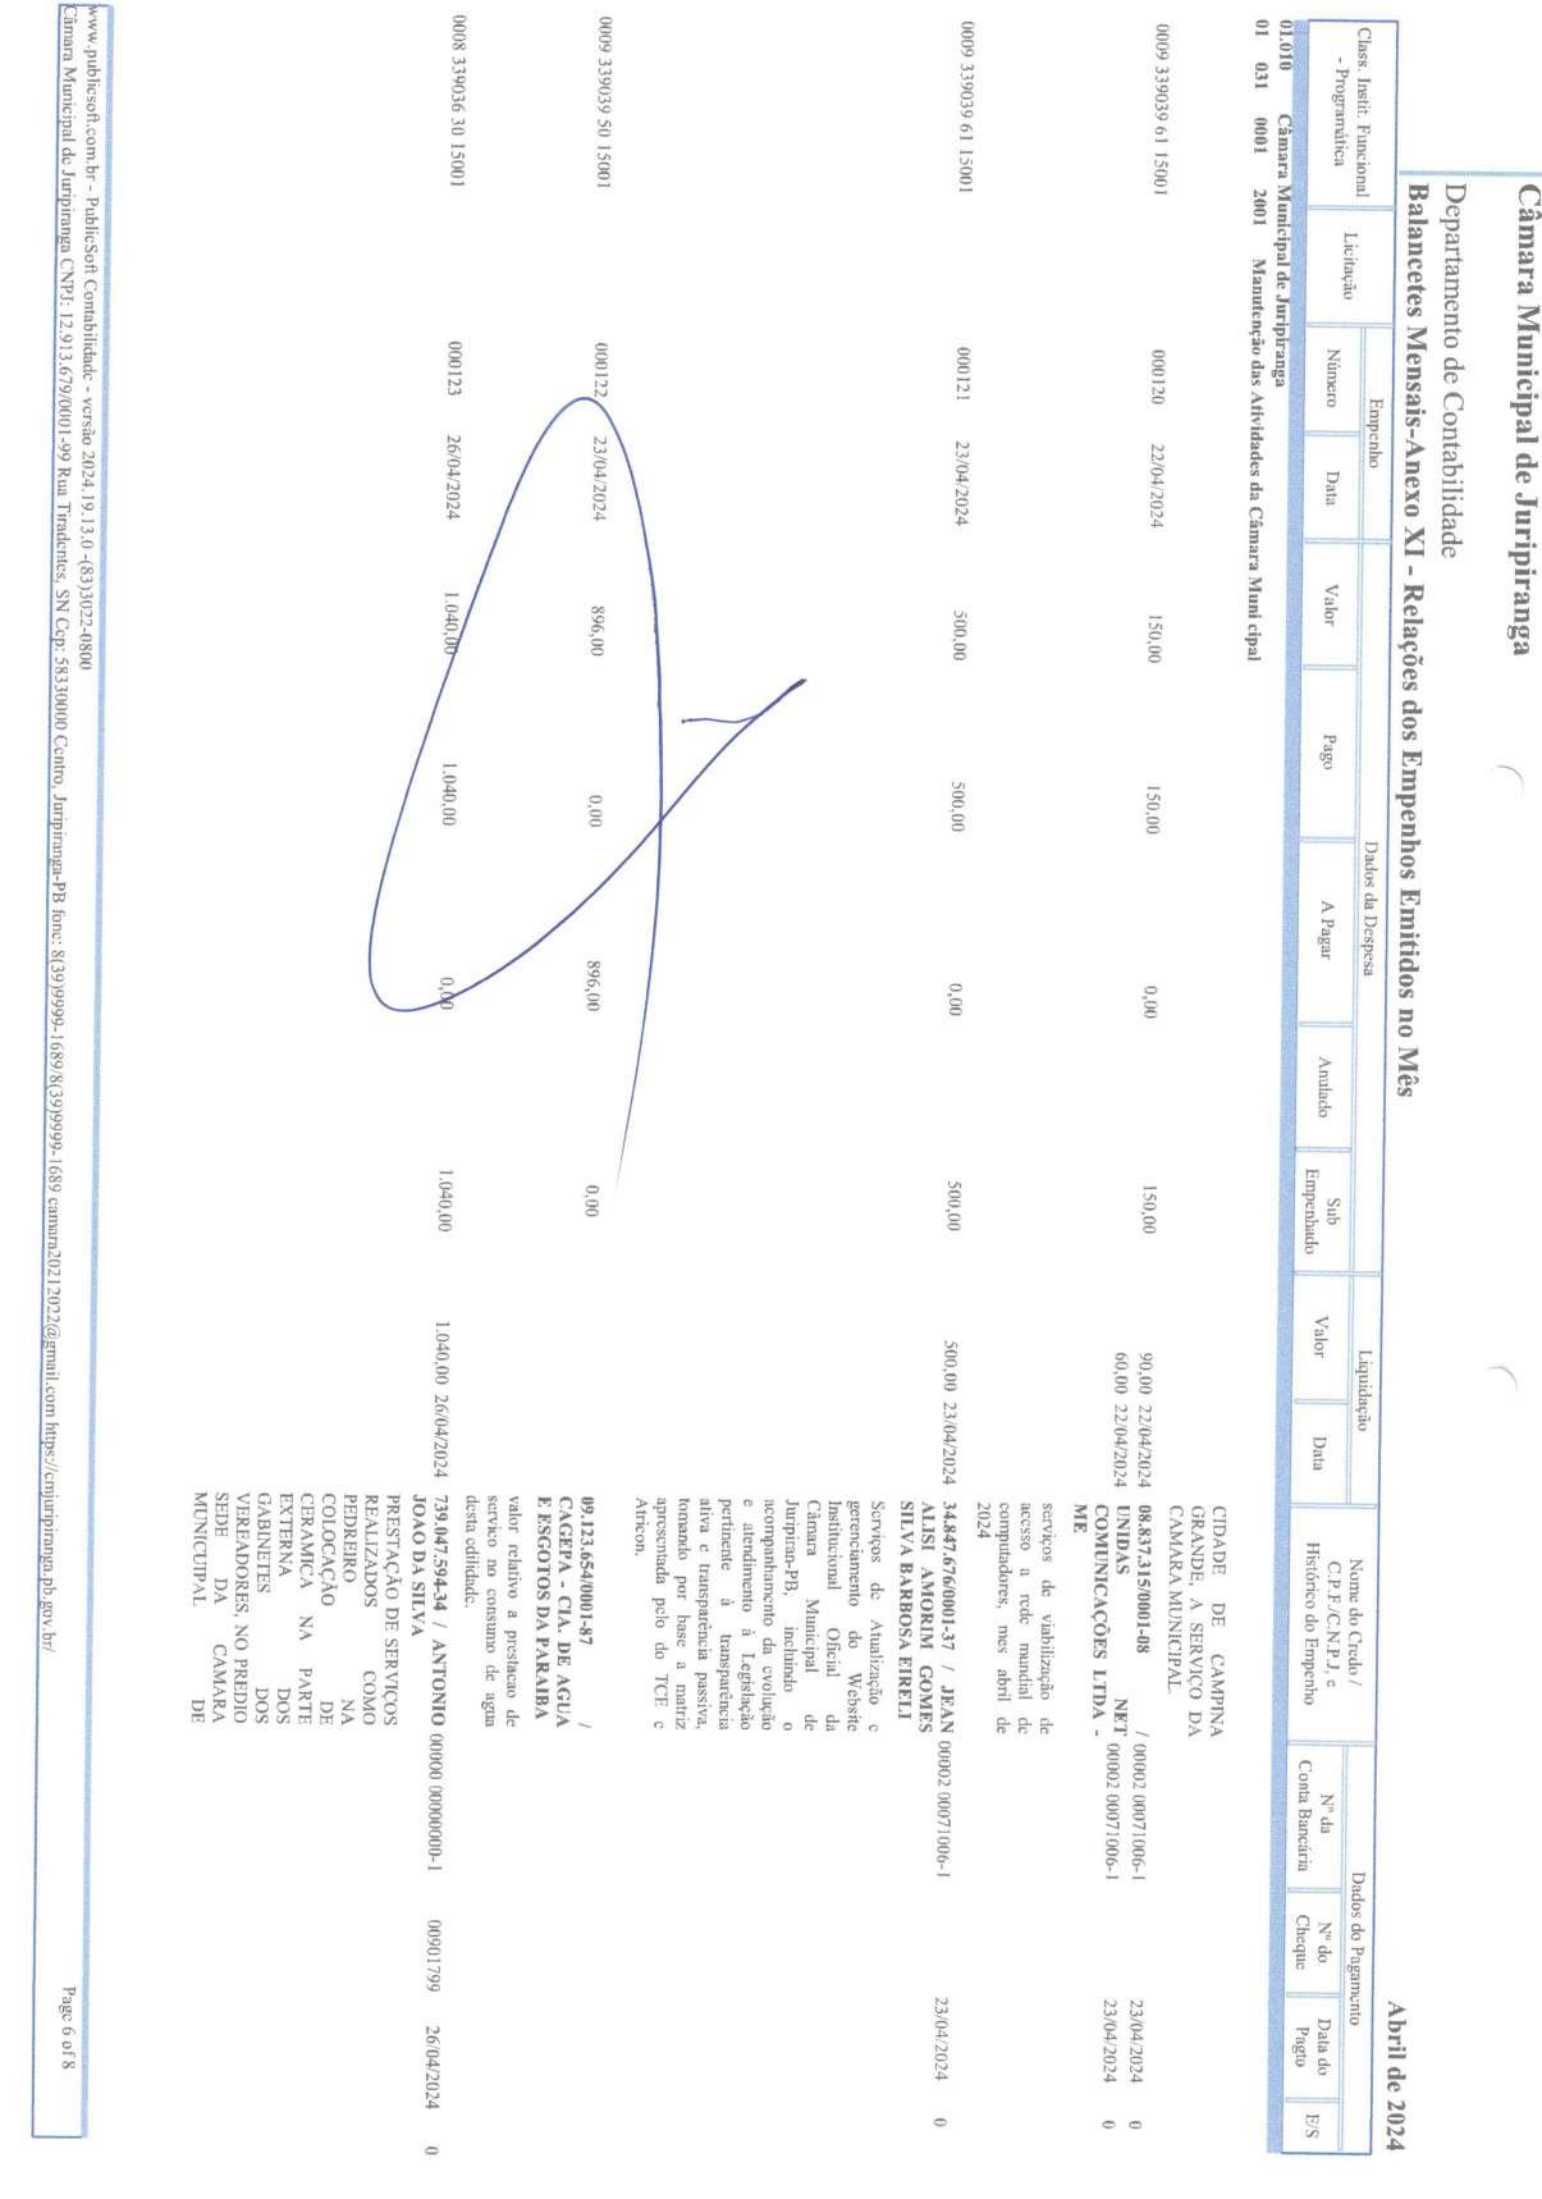 Câmara Municipal de Juripiranga
Departamento de Contabilidade
Balancetes Mensais-Anexo XI - Relações dos Empenhos Emitidos no Mês
Abril de 2024
Class. Instit. Funcional - Programática
Licitação
Empenho
Número
Data
Dados da Despesa
Valor
Pago
A Pagar
Anulado
Sub Empenhado
Liquidação
Valor
Data
Nome do Credo / C.P.F./C.N.P.J, e Histórico do Empenho
Dados do Pagamento
Nº da Conta Bancária
Nº do Cheque
Data do Pagto
E/S
01.010 Câmara Municipal de Juripiranga
01 031 0001 2001 Manutenção das Atividades da Câmara Muni cipal
CIDADE DE CAMPINA
GRANDE, A SERVIÇO DA
CAMARA MUNICIPAL.
0009 339039 61 15001 000120 22/04/2024 150,00 150,00 0,00 150,00 90,00 22/04/2024 08.837.315/0001-08 / 00002 00071006-1 23/04/2024 0
60,00 22/04/2024 UNIDAS NET 00002 00071006-1 23/04/2024 0
COMUNICAÇÕES LTDA -
ME
serviços de viabilização de
acesso a rede mundial de
computadores, mes abril de
2024
0009 339039 61 15001 000121 23/04/2024 500,00 500,00 0,00 500,00 500,00 23/04/2024 34.847.676/0001-37 / JEAN 00002 00071006-1 23/04/2024 0
ALISI AMORIM GOMES
SILVA BARBOSA EIRELI
Serviços de Atualização e
gerenciamento do Website
Institucional Oficial da
Câmara Municipal de
Juripiran-PB, incluindo o
acompanhamento da evolução
e atendimento à Legislação
pertinente à transparência
ativa e transparência passiva,
tomando por base a matriz
apresentada pelo do TCE e
Atricon.
0009 339039 50 15001 000122 23/04/2024 896,00 0,00 896,00 0,00 09.123.654/0001-87 /
CAGEPA - CIA. DE AGUA
E ESGOTOS DA PARAIBA
valor relativo a prestacao de
serviço no consumo de agua
desta edilidade.
0008 339036 30 15001 000123 26/04/2024 1.040,00 1.040,00 0,00 1.040,00 1.040,00 26/04/2024 739.047.594-34 / ANTONIO 00000 00000000-1 00901799 26/04/2024 0
JOAO DA SILVA
PRESTAÇÃO DE SERVIÇOS
REALIZADOS COMO
PEDREIRO NA
COLOCAÇÃO DE
CERAMICA NA PARTE
EXTERNA DOS
GABINETES DOS
VEREADORES, NO PREDIO
SEDE DA CAMARA
MUNICUIPAL DE
www.publicsoft.com.br - PublicSoft Contabilidade - versão 2024.19.13.0 -(83)3022-0800
Câmara Municipal de Juripiranga CNPJ: 12.913.679/0001-99 Rua Tiradentes, SN Cep: 58330000 Centro, Juripiranga-PB fone: 8(39)9999-1689/8(39)9999-1689 camara20212022@gmail.com https://cmjuripiranga.pb.gov.br/
Page 6 of 8